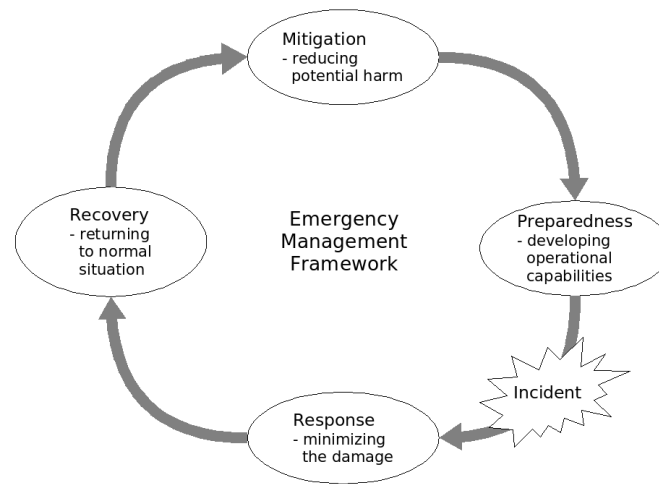 Mitigation
- reducing
potential harm
Recovery
- returning
to normal
situation
Emergency
Management
Framework
Preparedness
- developing
operational
capabilities
Incident
Response
- minimizing
the damage